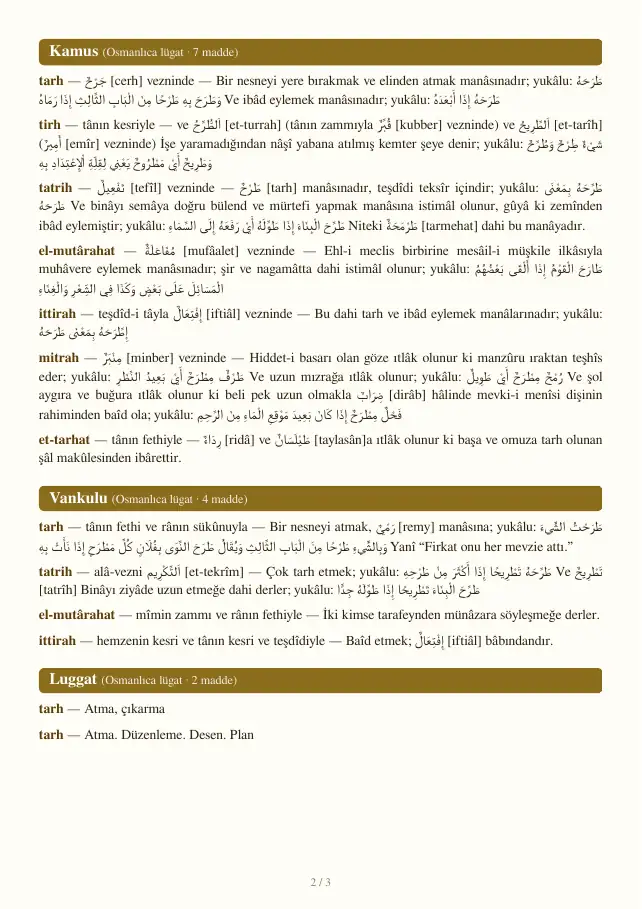 Kamus (Osmanlıca lügat · 7 madde)
tarh — جَرْحٌ [cerh] vezninde — Bir nesneyi yere bırakmak ve elinden atmak manâsınadır; yukâlu: طَرَحَهُ
وَطَرَحَ بِهِ طَرْحًا مِنَ الْبَابِ الثَّالِثِ إِذَا رَمَاهُ Ve ibâd eylemek manâsınadır; yukâlu: طَرَحَهُ إِذَا أَبْعَدَهُ
tirh — tânın kesriyle — ve اَلطُّرَّحُ [et-turrah] (tânın zammıyla قُبَّرٌ [kubber] vezninde) ve اَلطَّرِيحُ [et-tarîh]
(أَمِيرٌ [emîr] vezninde) İşe yaramadığından nâşî yabana atılmış kemter şeye denir; yukâlu: شَيْءٌ طِرْحٌ وَطُرَّحٌ
وَطَرِيحٌ أَيْ مَطْرُوحٌ يَعْنِي لِقِلَّةِ الْاِعْتِدَادِ بِهِ
tatrih — تَفْعِيلٌ [tefîl] vezninde — طَرْحٌ [tarh] manâsınadır, teşdîdi teksîr içindir; yukâlu: طَرَّحَهُ بِمَعْنَى
طَرَحَهُ Ve binâyı semâya doğru bülend ve mürtefi yapmak manâsına istimâl olunur, gûyâ ki zemînden
ibâd eylemiştir; yukâlu: طَرَّحَ الْبِنَاءَ إِذَا طَوَّلَهُ أَيْ رَفَعَهُ إِلَى السَّمَاءِ Niteki طَرْمَحَةٌ [tarmehat] dahi bu manâyadır.
el-mutârahat — مُفَاعَلَةٌ [mufâalet] vezninde — Ehl-i meclis birbirine mesâil-i müşkile ilkâsıyla
muhâvere eylemek manâsınadır; şir ve nagamâtta dahi istimâl olunur; yukâlu: طَارَحَ الْقَوْمُ إِذَا أَلْقَى بَعْضُهُمُ
الْمَسَائِلَ عَلَى بَعْضٍ وَكَذَا فِي الشِّعْرِ وَالْغِنَاءِ
ittirah — teşdîd-i tâyla إِفْتِعَالٌ [iftiâl] vezninde — Bu dahi tarh ve ibâd eylemek manâlarınadır; yukâlu:
إِطَّرَحَهُ بِمَعْنَى طَرَحَهُ
mitrah — مِنْبَرٌ [minber] vezninde — Hiddet-i basarı olan göze ıtlâk olunur ki manzûru ıraktan teşhîs
eder; yukâlu: طَرْفٌ مِطْرَحٌ أَيْ بَعِيدُ النَّظَرِ Ve uzun mızrağa ıtlâk olunur; yukâlu: رُمْحٌ مِطْرَحٌ أَيْ طَوِيلٌ Ve şol
aygıra ve buğura ıtlâk olunur ki beli pek uzun olmakla ضِرَابٌ [dirâb] hâlinde mevki-i menîsi dişinin
rahiminden baîd ola; yukâlu: فَحْلٌ مِطْرَحٌ إِذَا كَانَ بَعِيدَ مَوْقِعِ الْمَاءِ مِنَ الرَّحِمِ
et-tarhat — tânın fethiyle — رِدَاءٌ [ridâ] ve طَيْلَسَانٌ [taylasân]a ıtlâk olunur ki başa ve omuza tarh olunan
şâl makûlesinden ibârettir.
Vankulu (Osmanlıca lügat · 4 madde)
tarh — tânın fethi ve rânın sükûnuyla — Bir nesneyi atmak, رَمْيٌ [remy] manâsına; yukâlu: طَرَحْتُ الشَّيْءَ
وَبِالشَّيْءِ طَرْحًا مِنَ الْبَابِ الثَّالِثِ وَيُقَالُ طَرَحَ النَّوَى بِفُلَانٍ كُلَّ مَطْرَحٍ إِذَا نَأَتْ بِهِ Yanî “Firkat onu her mevzie attı.”
tatrih — alâ-vezni اَلتَّكْرِيم [et-tekrîm] — Çok tarh etmek; yukâlu: طَرَّحَهُ تَطْرِيحًا إِذَا أَكْثَرَ مِنْ طَرْحِهِ Ve تَطْرِيحٌ
[tatrîh] Binâyı ziyâde uzun etmeğe dahi derler; yukâlu: طَرَّحَ الْبِنَاءَ تَطْرِيحًا إِذَا طَوَّلَهُ جِدًّا
el-mutârahat — mîmin zammı ve rânın fethiyle — İki kimse tarafeynden münâzara söyleşmeğe derler.
ittirah — hemzenin kesri ve tânın kesri ve teşdîdiyle — Baîd etmek; إِفْتِعَالٌ [iftiâl] bâbındandır.
Luggat (Osmanlıca lügat · 2 madde)
tarh — Atma, çıkarma
tarh — Atma. Düzenleme. Desen. Plan
2 / 3